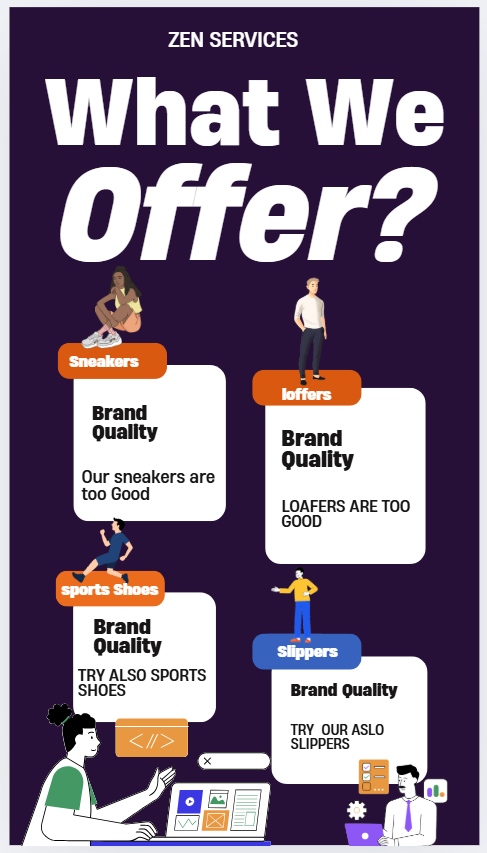 ZEN SERVICES
What We
Offer?
Sneakers
Brand
Quality
Our sneakers are
too Good
loffers
Brand
Quality
LOAFERS ARE TOO
GOOD
sports Shoes
Brand
Quality
TRY ALSO SPORTS
SHOES
Slippers
Brand Quality
TRY OUR ASLO
SLIPPERS
<//>